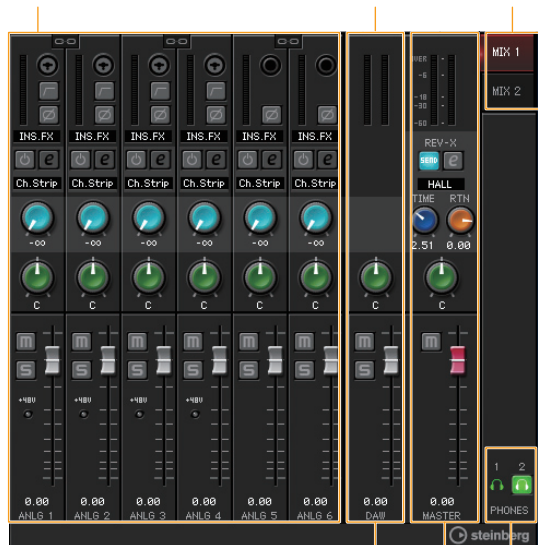 MIX 1
MIX 2
OVER
-6
-18
-30
-60
INS.FX INS.FX INS.FX INS.FX INS.FX INS.FX
REV-X
e e e e e e
SEND e
Ch.Strip Ch.Strip Ch.Strip Ch.Strip Ch.Strip Ch.Strip
HALL
TIME RTN
-∞ -∞ -∞ -∞ -∞ -∞
2.51 0.00
C C C C C C C C
m m m m m m m m
S S S S S S S
+48V +48V +48V +48V
1 2
0.00 0.00 0.00 0.00 0.00 0.00 0.00 0.00
PHONES
ANLG 1 ANLG 2 ANLG 3 ANLG 4 ANLG 5 ANLG 6 DAW MASTER
steinberg